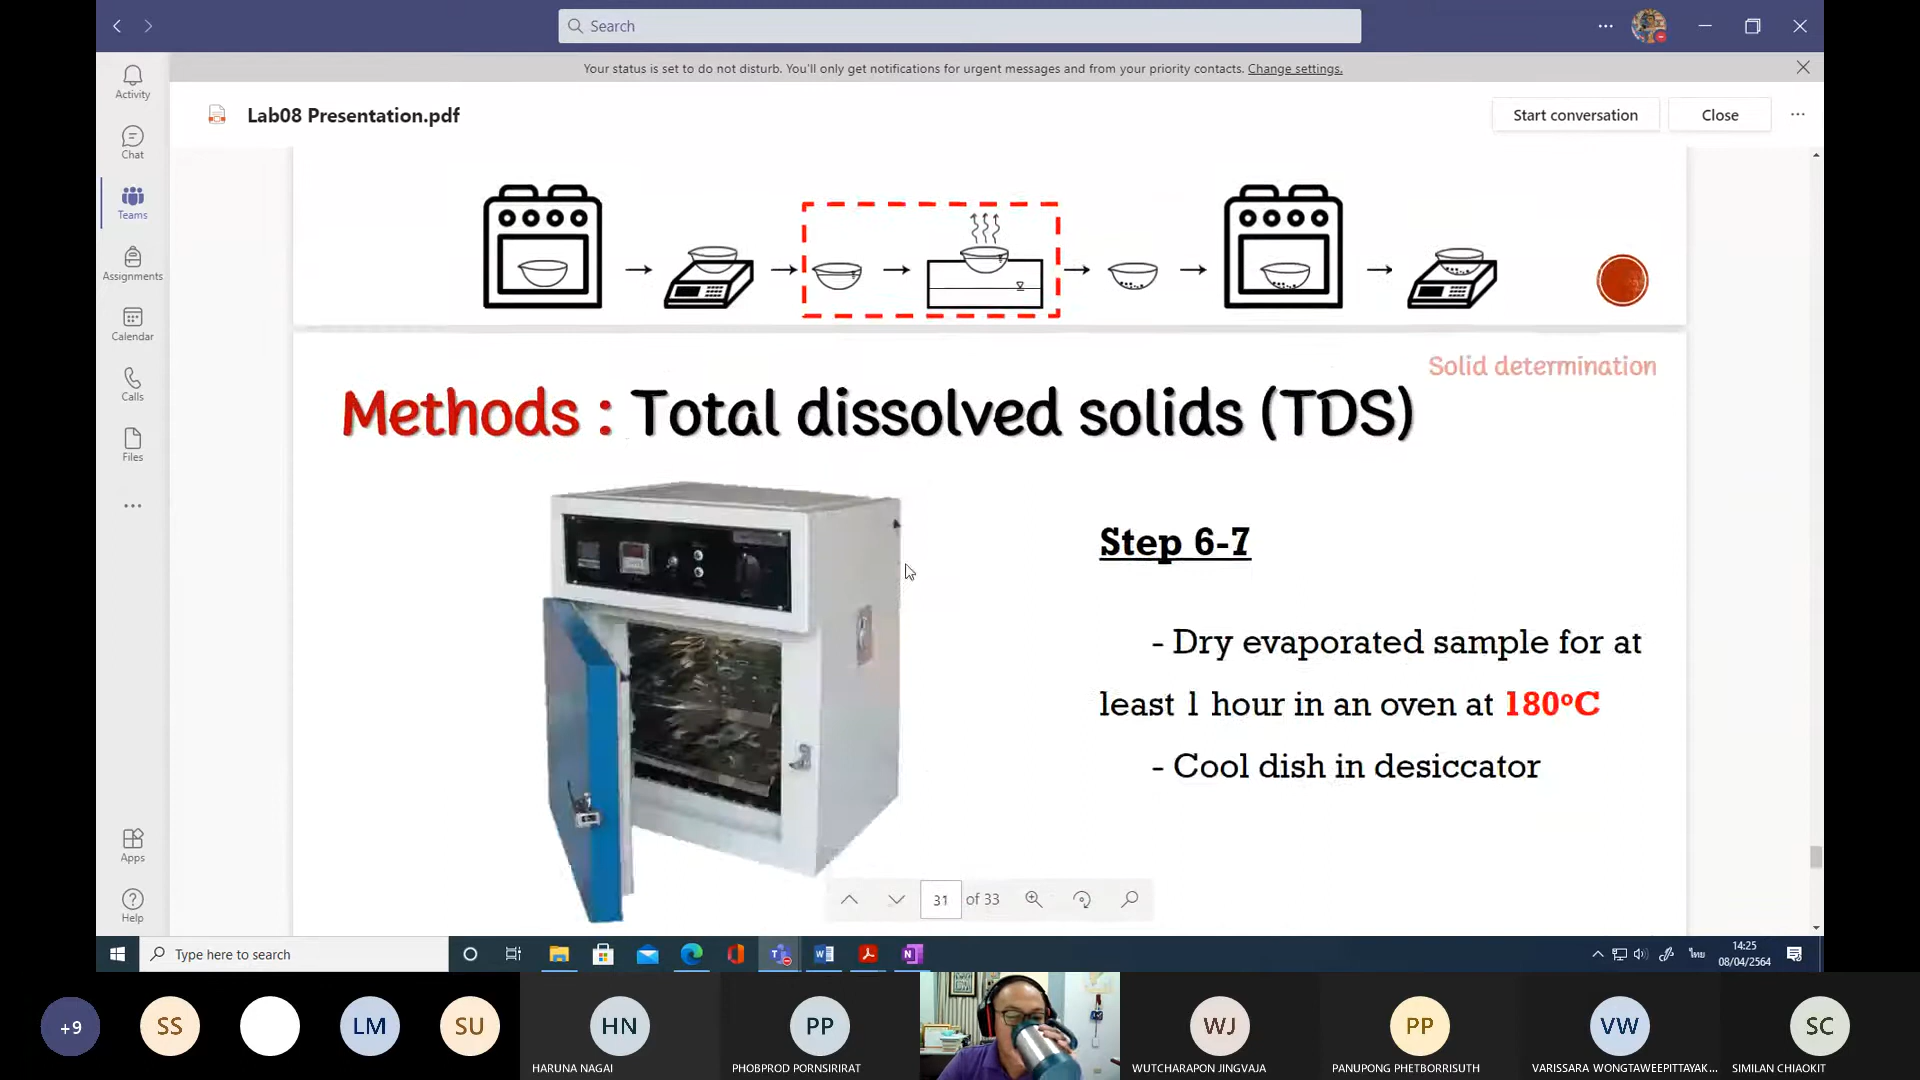 Search
Your status is set to do not disturb. You'll only get notifications for urgent messages and from your priority contacts. Change settings.
Activity
Chat
Teams
Assignments
Calendar
Calls
Files
Apps
Help
Lab08 Presentation.pdf
Start conversation
Close
Solid determination
Methods : Total dissolved solids (TDS)
Step 6-7
- Dry evaporated sample for at
least 1 hour in an oven at 180°C
- Cool dish in desiccator
31 of 33
Type here to search
ไทย
14:25
08/04/2564
+9
SS
LM
SU
HN
HARUNA NAGAI
PP
PHOBPROD PORNSIRIRAT
WJ
WUTCHARAPON JINGVAJA
PP
PANUPONG PHETBORRISUTH
VW
VARISSARA WONGTAWEEPITTAYAK...
SC
SIMILAN CHIAOKIT